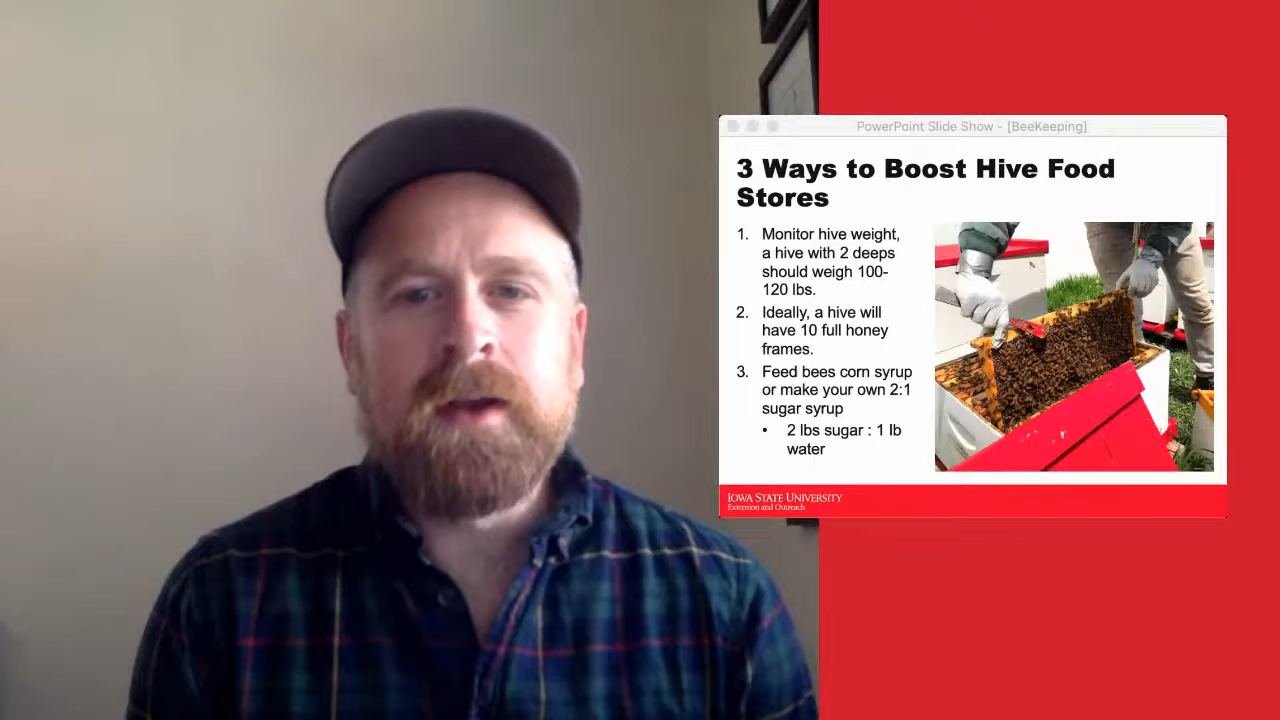 PowerPoint Slide Show - [BeeKeeping]
3 Ways to Boost Hive Food
Stores
1. Monitor hive weight,
a hive with 2 deeps
should weigh 100-
120 lbs.
2. Ideally, a hive will
have 10 full honey
frames.
3. Feed bees corn syrup
or make your own 2:1
sugar syrup
• 2 lbs sugar : 1 lb
water
IOWA STATE UNIVERSITY
Extension and Outreach